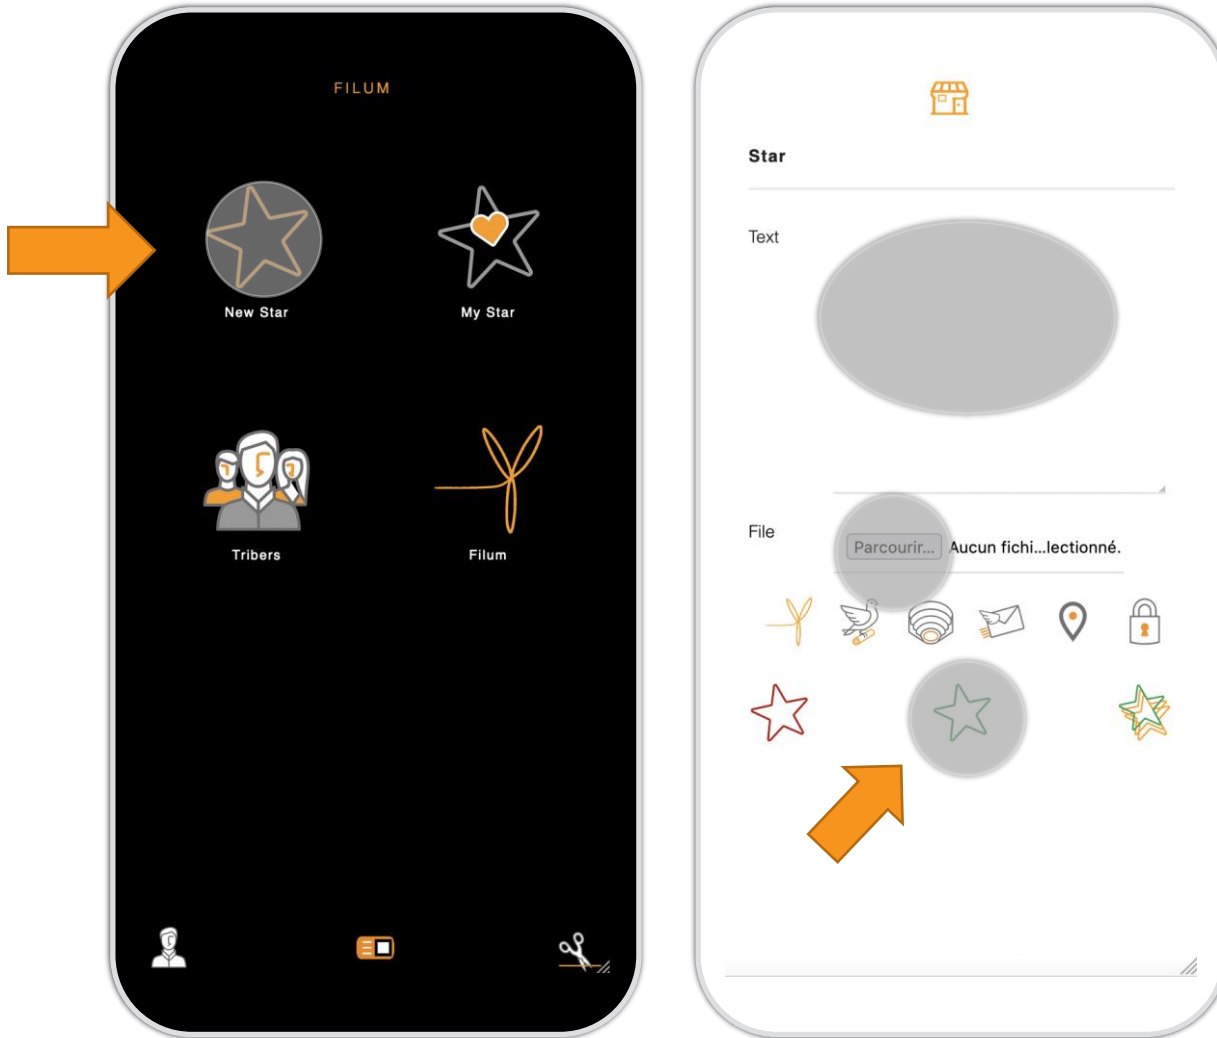 FILUM
New Star
My Star
Tribers
Filum
Star
Text
File
Parcourir... Aucun fichi...lectionné.